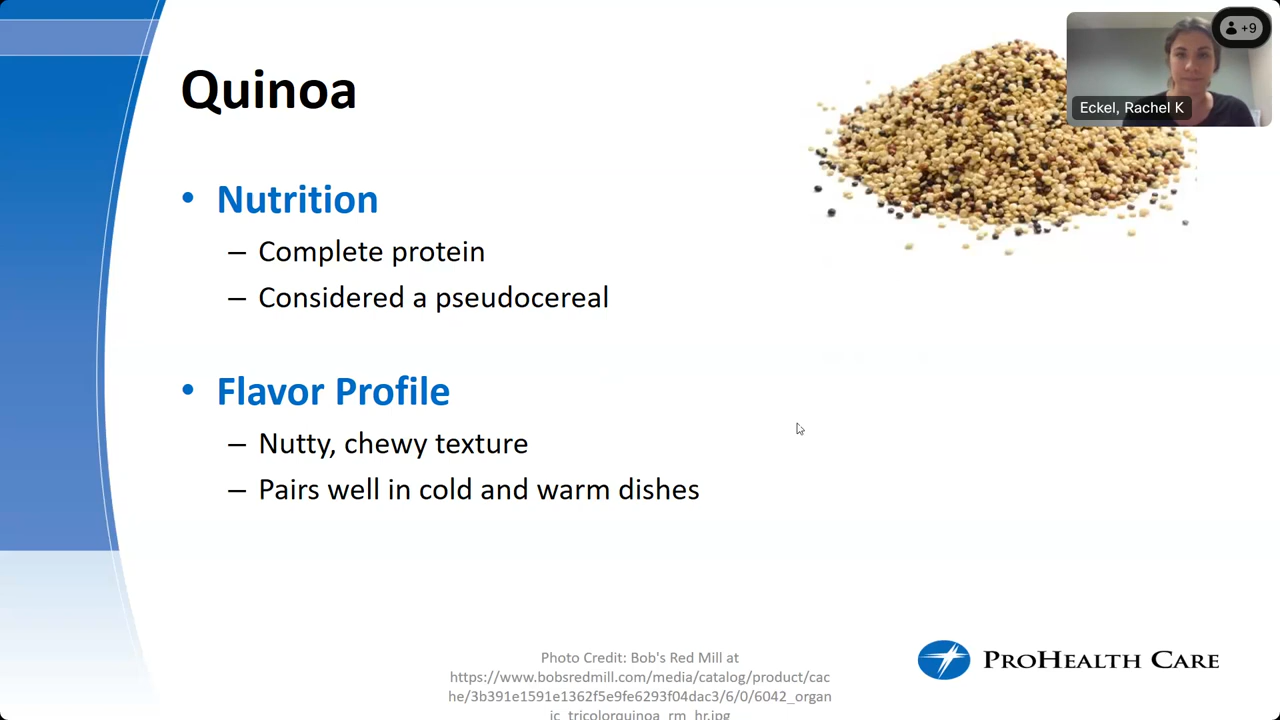 Quinoa
+9
Eckel, Rachel K
• Nutrition
– Complete protein
– Considered a pseudocereal
• Flavor Profile
– Nutty, chewy texture
– Pairs well in cold and warm dishes
Photo Credit: Bob's Red Mill at
https://www.bobsredmill.com/media/catalog/product/cac
he/3b391e1591e1362f5e9fe6293f04dac3/6/0/6042_organ
ic_tricolorquinoa_rm_hr.jpg
PROHEALTH CARE